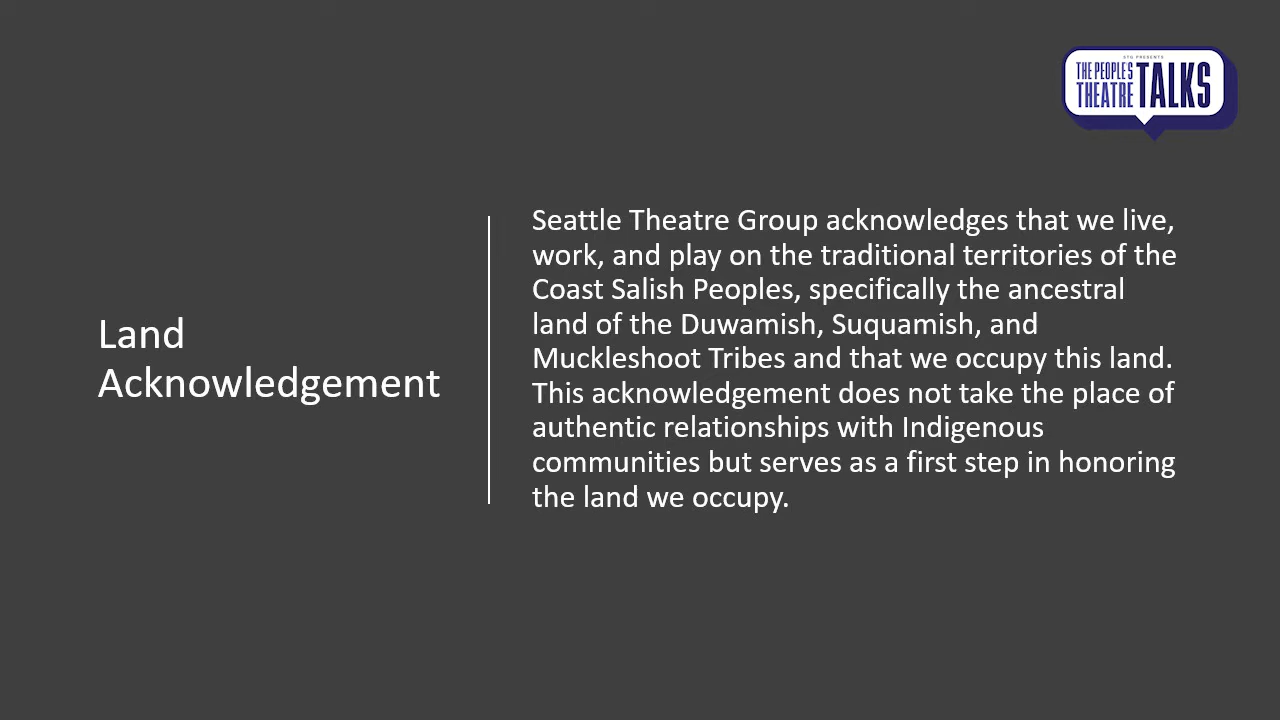 STG PRESENTS
THE PEOPLES
THEATRE
TALKS
Land
Acknowledgement
Seattle Theatre Group acknowledges that we live,
work, and play on the traditional territories of the
Coast Salish Peoples, specifically the ancestral
land of the Duwamish, Suquamish, and
Muckleshoot Tribes and that we occupy this land.
This acknowledgement does not take the place of
authentic relationships with Indigenous
communities but serves as a first step in honoring
the land we occupy.